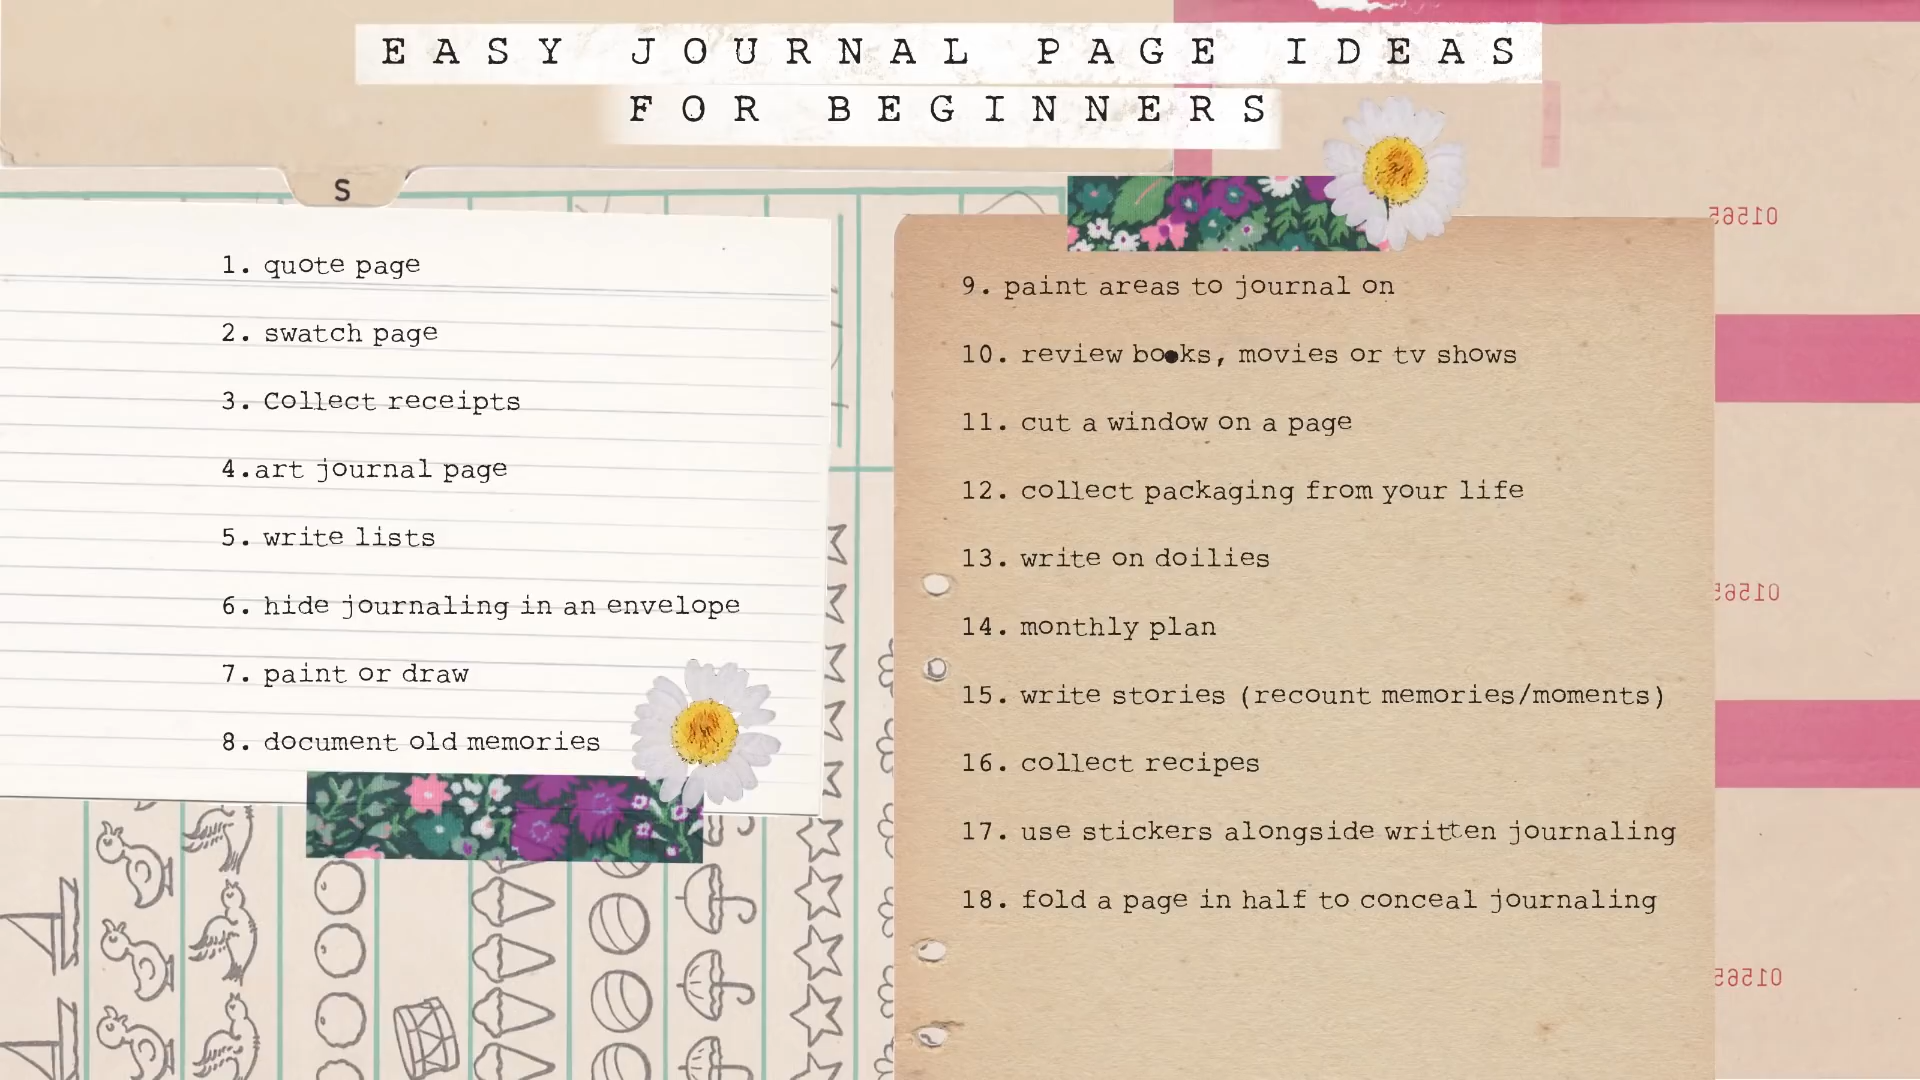 EASY JOURNAL PAGE IDEAS
FOR BEGINNERS
S
1. quote page
2. swatch page
3. Collect receipts
4.art journal page
5. write lists
6. hide journaling in an envelope
7. paint or draw
8. document old memories
9. paint areas to journal on
10. review books, movies or tv shows
11. cut a window on a page
12. collect packaging from your life
13. write on doilies
14. monthly plan
15. write stories (recount memories/moments)
16. collect recipes
17. use stickers alongside written journaling
18. fold a page in half to conceal journaling
01565
01565
01565